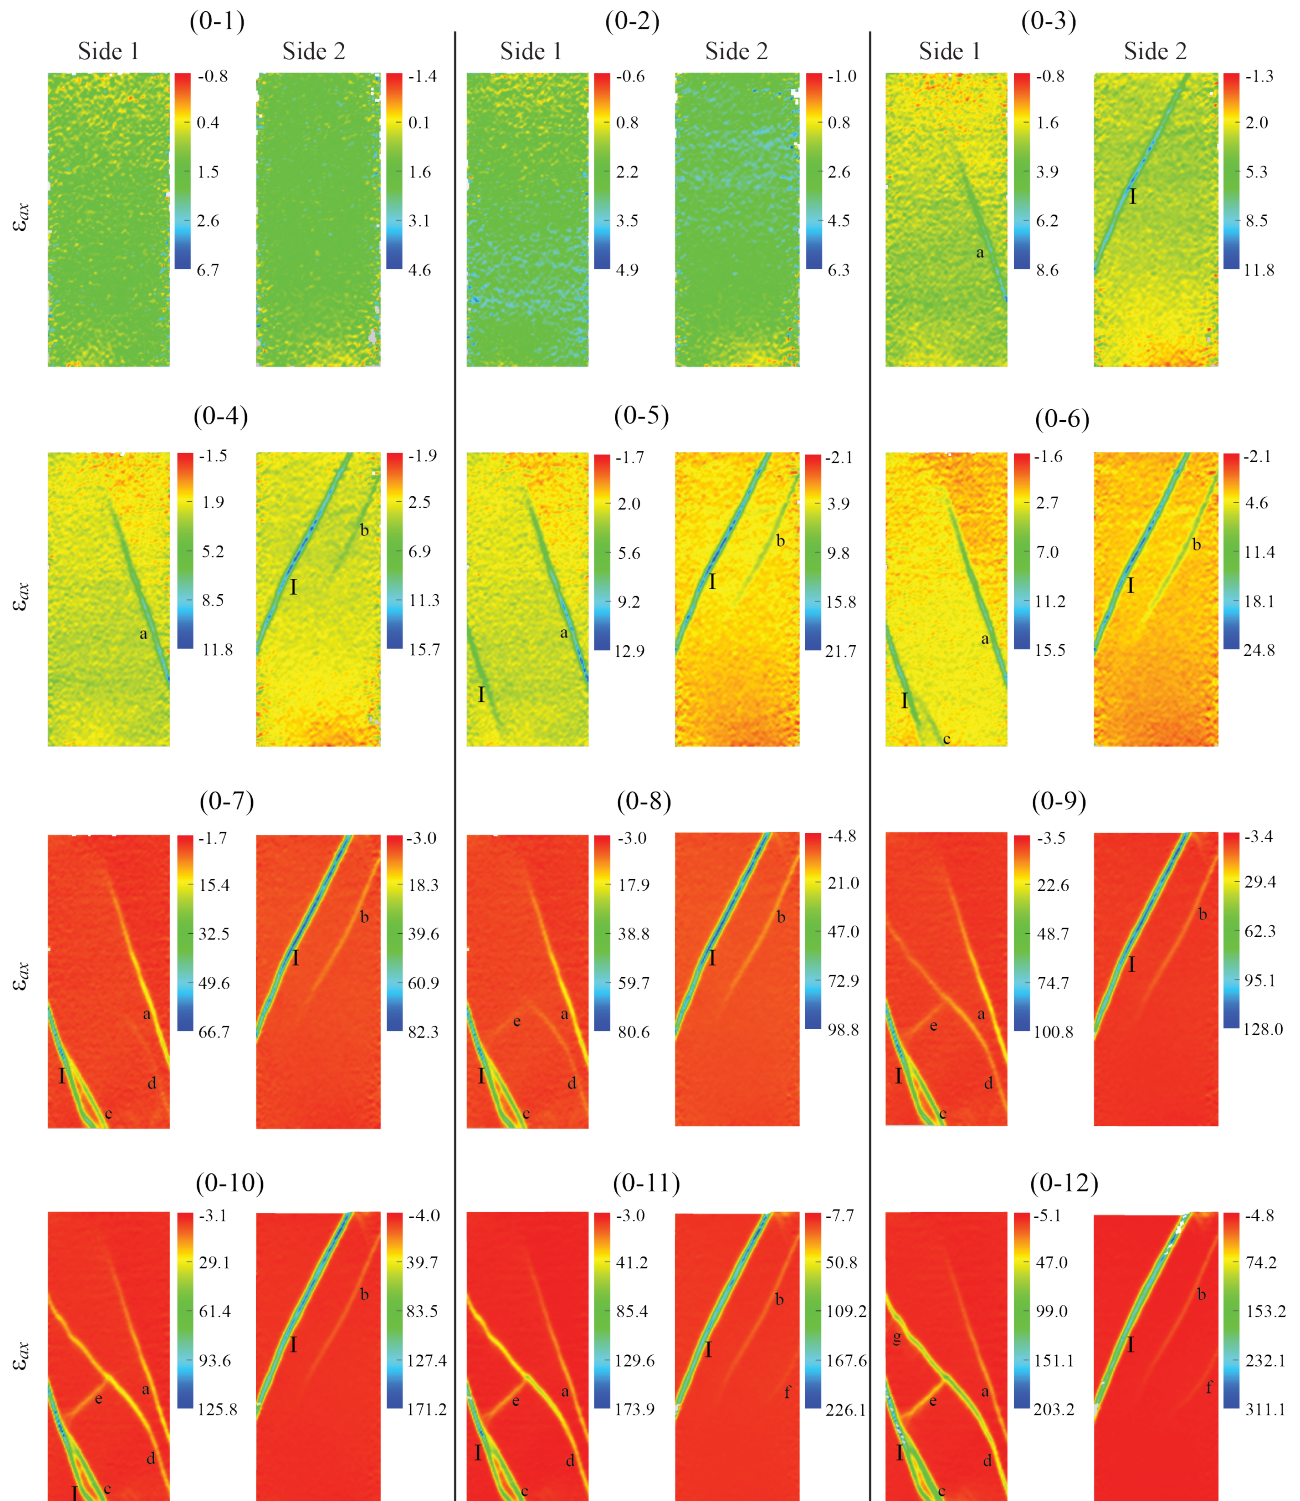 (0-1) (0-2) (0-3)
Side 1 Side 2 Side 1 Side 2 Side 1 Side 2
-0.8 -1.4 -0.6 -1.0 -0.8 -1.3
0.4 0.1 0.8 0.8 1.6 2.0
1.5 1.6 2.2 2.6 3.9 5.2
I
2.6 3.1 3.5 4.5 6.2 8.5
a
6.7 4.6 4.9 6.3 8.6 11.8
εax
(0-4) (0-5) (0-6)
-1.5 -1.9 -1.7 -2.1 -1.6 -2.1
1.9 2.5 2.0 3.9 2.7 4.6
b b b
5.2 6.9 5.6 9.8 7.0 11.4
I I I
8.5 11.3 9.2 15.8 11.2 18.1
a a a
11.8 15.7 12.9 21.7 15.5 24.8
I I
c
εax
(0-7) (0-8) (0-9)
-1.7 -3.0 -3.0 -4.8 -3.5 -3.4
15.4 18.3 17.9 21.0 22.6 29.4
b b b
32.5 39.6 38.8 47.0 48.7 62.3
I I I
49.6 60.9 59.7 72.9 74.7 95.1
a e a e a
66.7 82.3 80.6 98.8 100.8 128.0
I d I d I d
c c c
εax
(0-10) (0-11) (0-12)
-3.1 -4.0 -3.0 -7.7 -5.1 -4.8
29.1 39.7 41.2 50.8 47.0 74.2
b b b
61.4 83.5 85.4 109.2 99.0 153.2
I I g I
93.6 127.4 129.6 167.6 151.1 232.1
e a e a f e a f
125.8 171.2 173.9 226.1 203.2 311.1
d I d I d
I c c c
εax